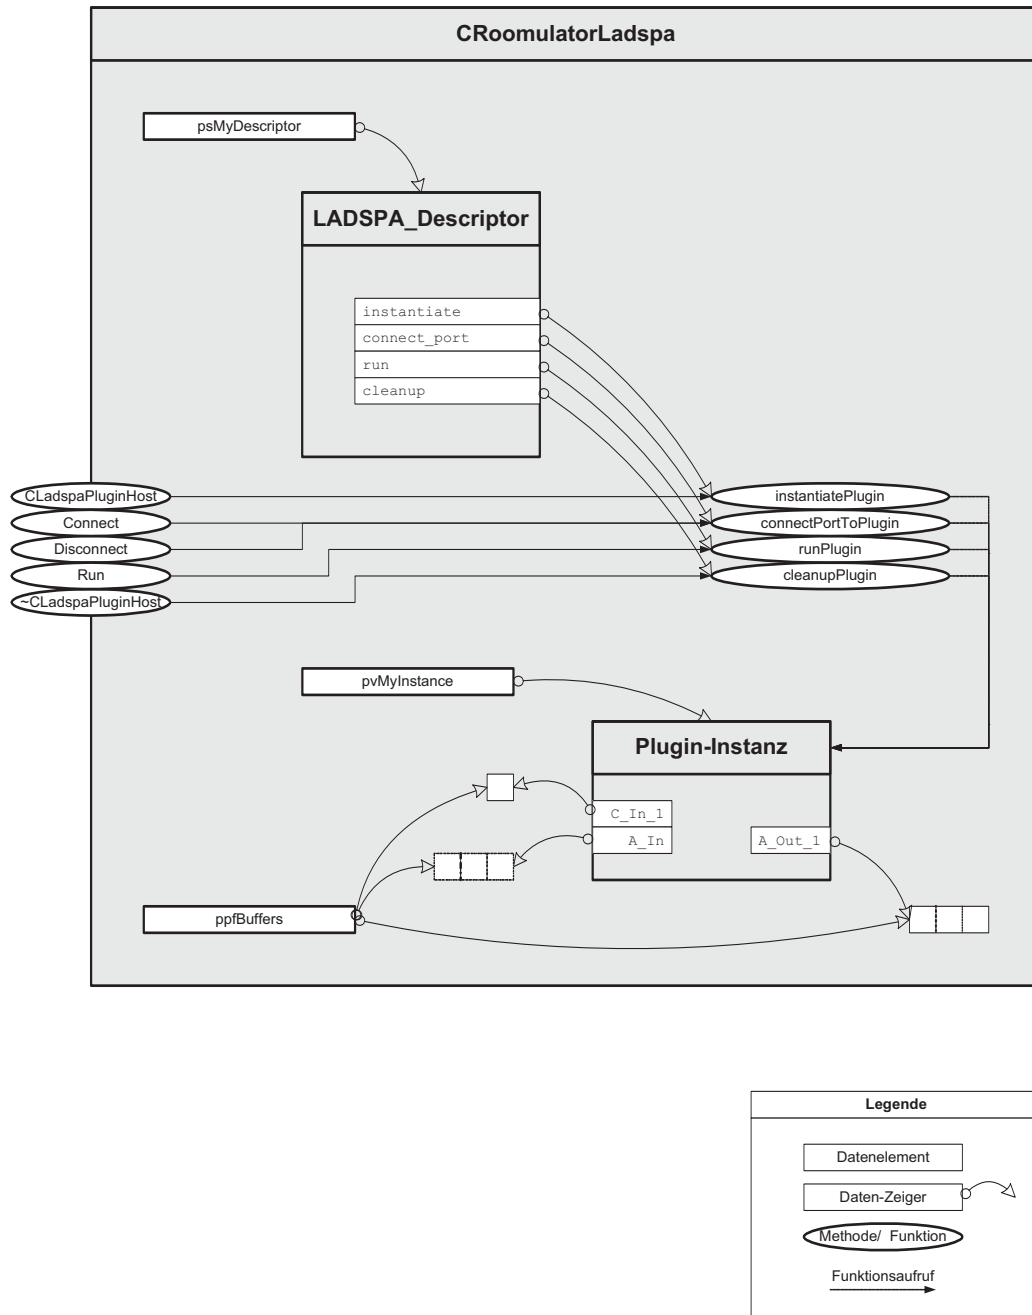 CRoomulatorLadspa
psMyDescriptor
LADSPA_Descriptor
instantiate
connect_port
run
cleanup
CLadspaPluginHost
instantiatePlugin
Connect
connectPortToPlugin
Disconnect
runPlugin
Run
cleanupPlugin
~CLadspaPluginHost
pvMyInstance
Plugin-Instanz
C_In_1
A_In
A_Out_1
ppfBuffers
Legende
Datenelement
Daten-Zeiger
Methode/ Funktion
Funktionsaufruf